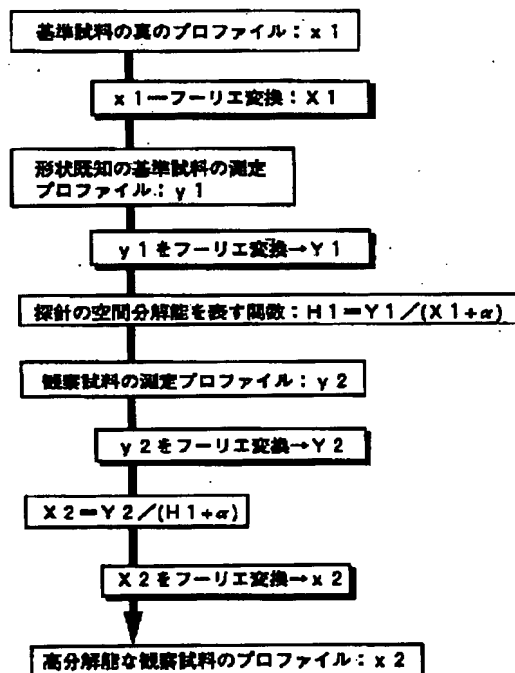 基準試料の真のプロファイル：x 1
x 1―フーリエ変換：X 1
形状既知の基準試料の測定
プロファイル：y 1
y 1をフーリエ変換→Y 1
探針の空間分解能を表す関数：H 1＝Y 1／(X 1+α)
観察試料の測定プロファイル：y 2
y 2をフーリエ変換→Y 2
X 2＝Y 2／(H 1+α)
X 2をフーリエ変換→x 2
高分解能な観察試料のプロファイル：x 2